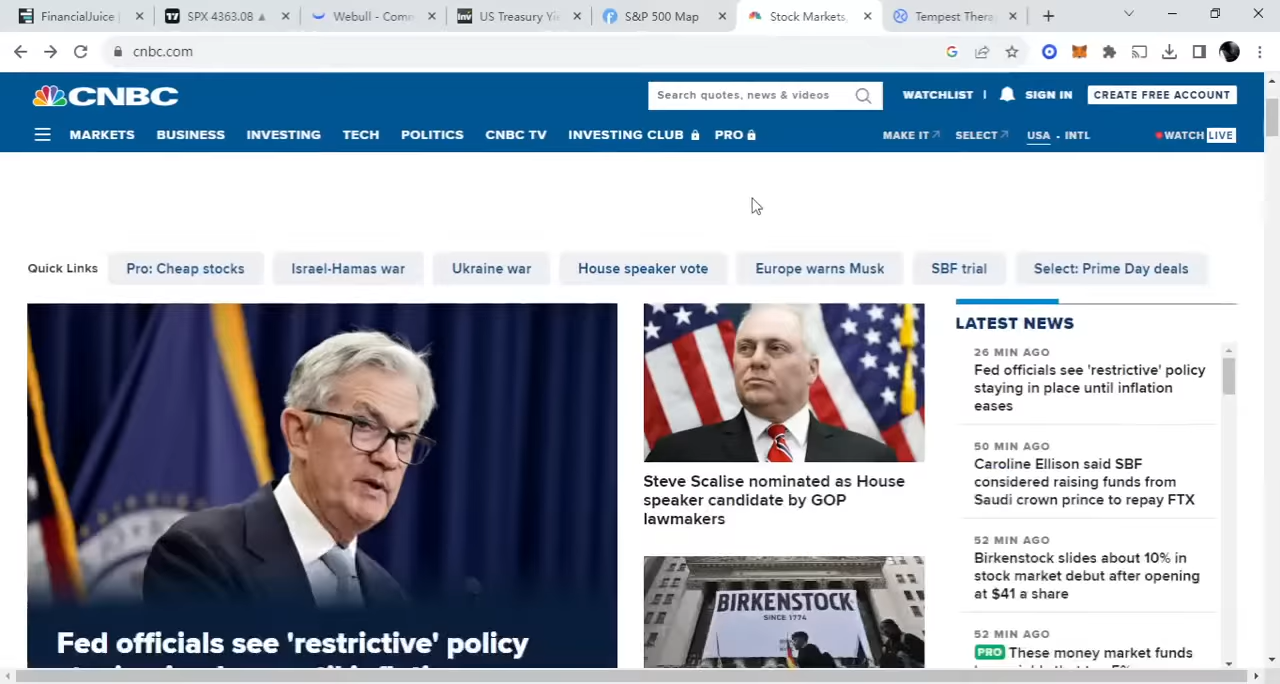 FinancialJuice
SPX 4363.08
Webull - Com
US Treasury Yi
S&P 500 Map
Stock Markets,
Tempest Thera
cnbc.com
CNBC
Search quotes, news & videos
WATCHLIST
SIGN IN
CREATE FREE ACCOUNT
MARKETS
BUSINESS
INVESTING
TECH
POLITICS
CNBC TV
INVESTING CLUB
PRO
MAKE IT
SELECT
USA - INTL
WATCH LIVE
Quick Links
Pro: Cheap stocks
Israel-Hamas war
Ukraine war
House speaker vote
Europe warns Musk
SBF trial
Select: Prime Day deals
Fed officials see 'restrictive' policy
Steve Scalise nominated as House
speaker candidate by GOP
lawmakers
BIRKENSTOCK
SINCE 1774
LATEST NEWS
26 MIN AGO
Fed officials see 'restrictive' policy
staying in place until inflation
eases
50 MIN AGO
Caroline Ellison said SBF
considered raising funds from
Saudi crown prince to repay FTX
52 MIN AGO
Birkenstock slides about 10% in
stock market debut after opening
at $41 a share
52 MIN AGO
PRO These money market funds